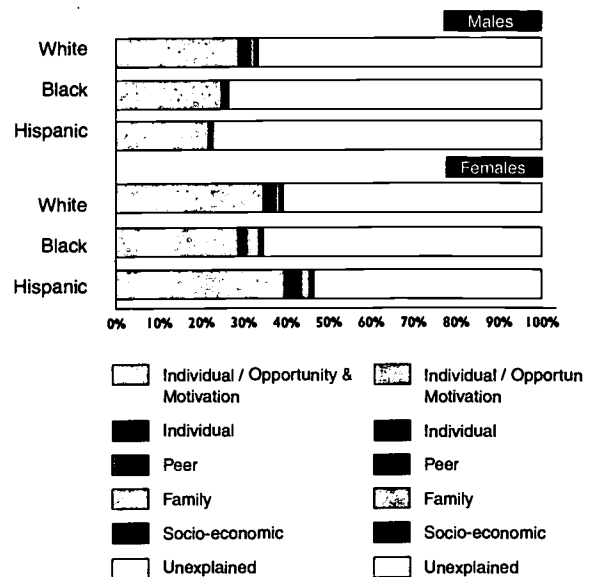 Males
White
Black
Hispanic
Females
White
Black
Hispanic
0% 10% 20% 30% 40% 50% 60% 70% 80% 90% 100%
Individual / Opportunity &
Motivation
Individual
Peer
Family
Socio-economic
Unexplained
Individual / Opportun
Motivation
Individual
Peer
Family
Socio-economic
Unexplained